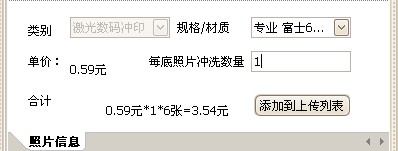 类别 激光数码冲印 规格/材质 专业 富士6...
单价： 0.59元 每底照片冲洗数量 1
合计 0.59元*1*6张=3.54元 添加到上传列表
照片信息